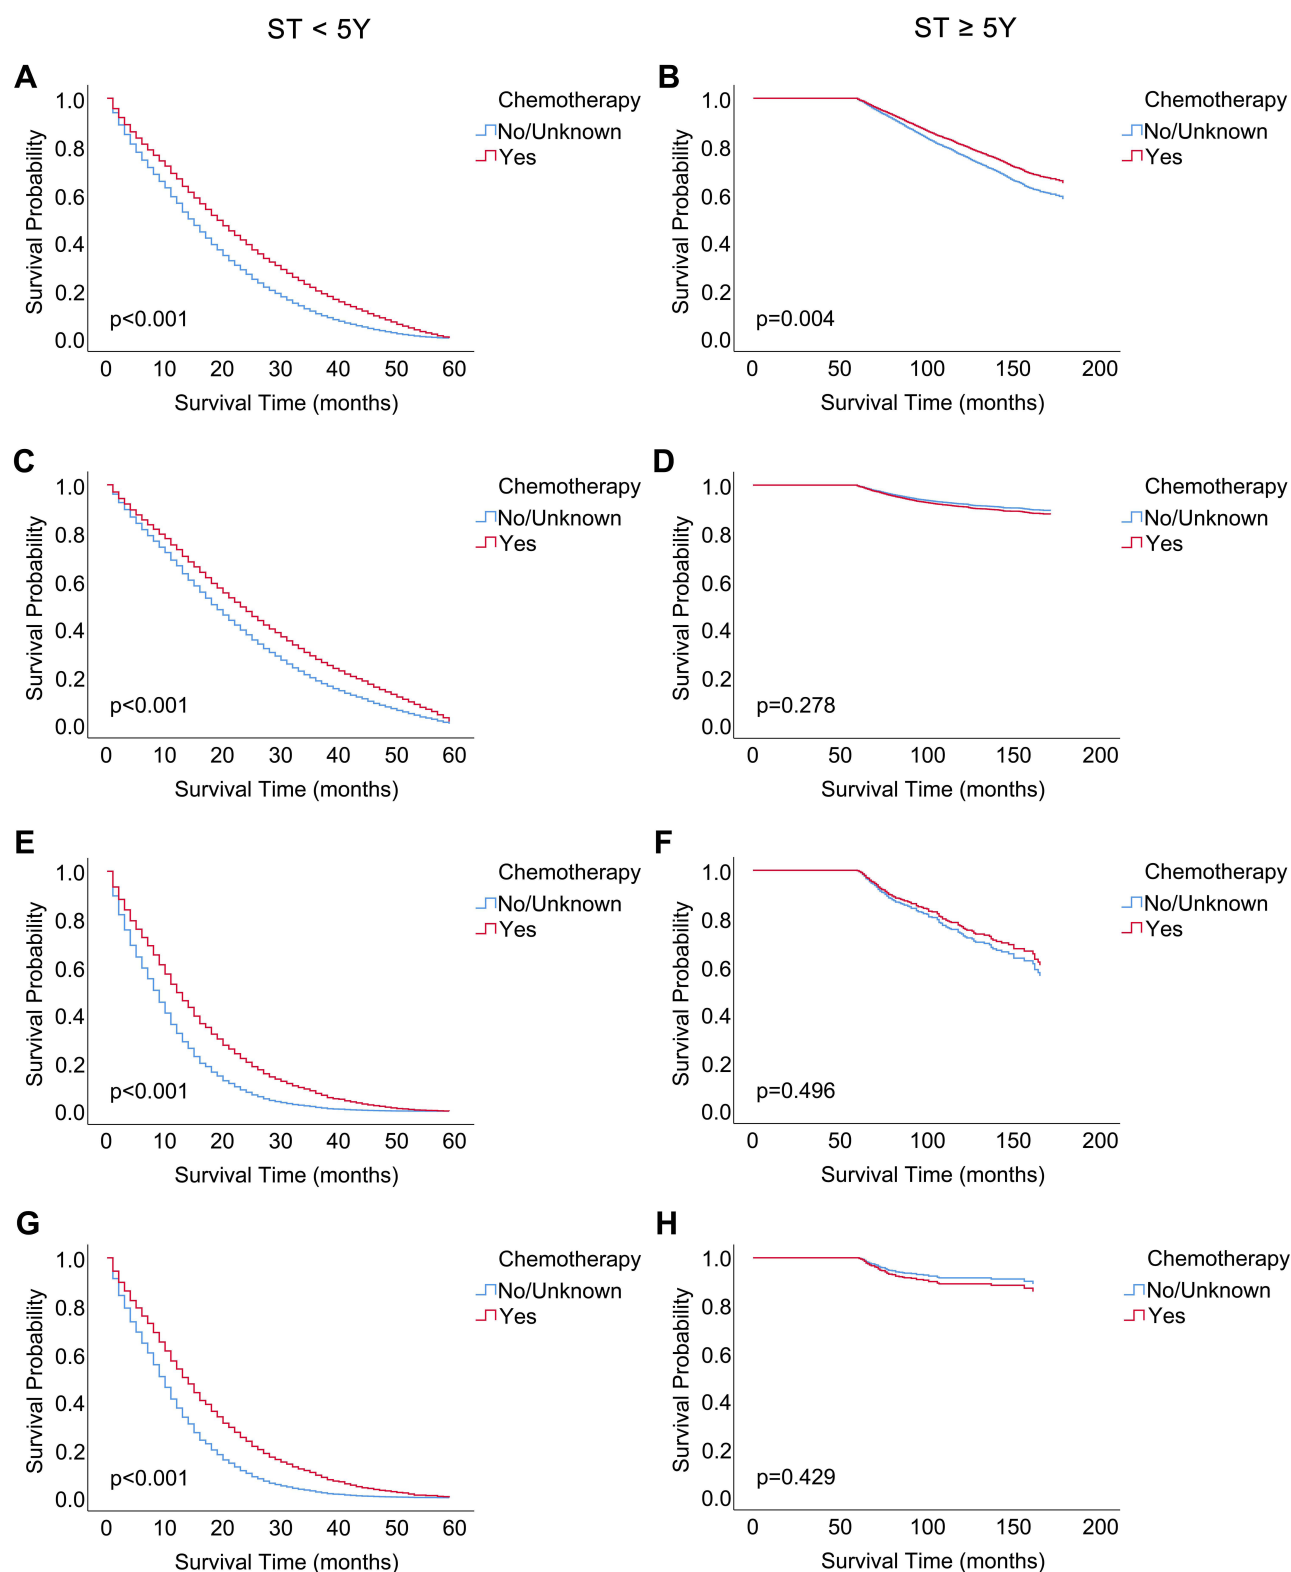 ST < 5Y
ST ≥ 5Y
A
Survival Probability
1.0
0.8
0.6
0.4
0.2
0.0
p<0.001
0 10 20 30 40 50 60
Survival Time (months)
Chemotherapy
No/Unknown
Yes
B
Survival Probability
1.0
0.8
0.6
0.4
0.2
0.0
p=0.004
0 50 100 150 200
Survival Time (months)
Chemotherapy
No/Unknown
Yes
C
Survival Probability
1.0
0.8
0.6
0.4
0.2
0.0
p<0.001
0 10 20 30 40 50 60
Survival Time (months)
Chemotherapy
No/Unknown
Yes
D
Survival Probability
1.0
0.8
0.6
0.4
0.2
0.0
p=0.278
0 50 100 150 200
Survival Time (months)
Chemotherapy
No/Unknown
Yes
E
Survival Probability
1.0
0.8
0.6
0.4
0.2
0.0
p<0.001
0 10 20 30 40 50 60
Survival Time (months)
Chemotherapy
No/Unknown
Yes
F
Survival Probability
1.0
0.8
0.6
0.4
0.2
0.0
p=0.496
0 50 100 150 200
Survival Time (months)
Chemotherapy
No/Unknown
Yes
G
Survival Probability
1.0
0.8
0.6
0.4
0.2
0.0
p<0.001
0 10 20 30 40 50 60
Survival Time (months)
Chemotherapy
No/Unknown
Yes
H
Survival Probability
1.0
0.8
0.6
0.4
0.2
0.0
p=0.429
0 50 100 150 200
Survival Time (months)
Chemotherapy
No/Unknown
Yes